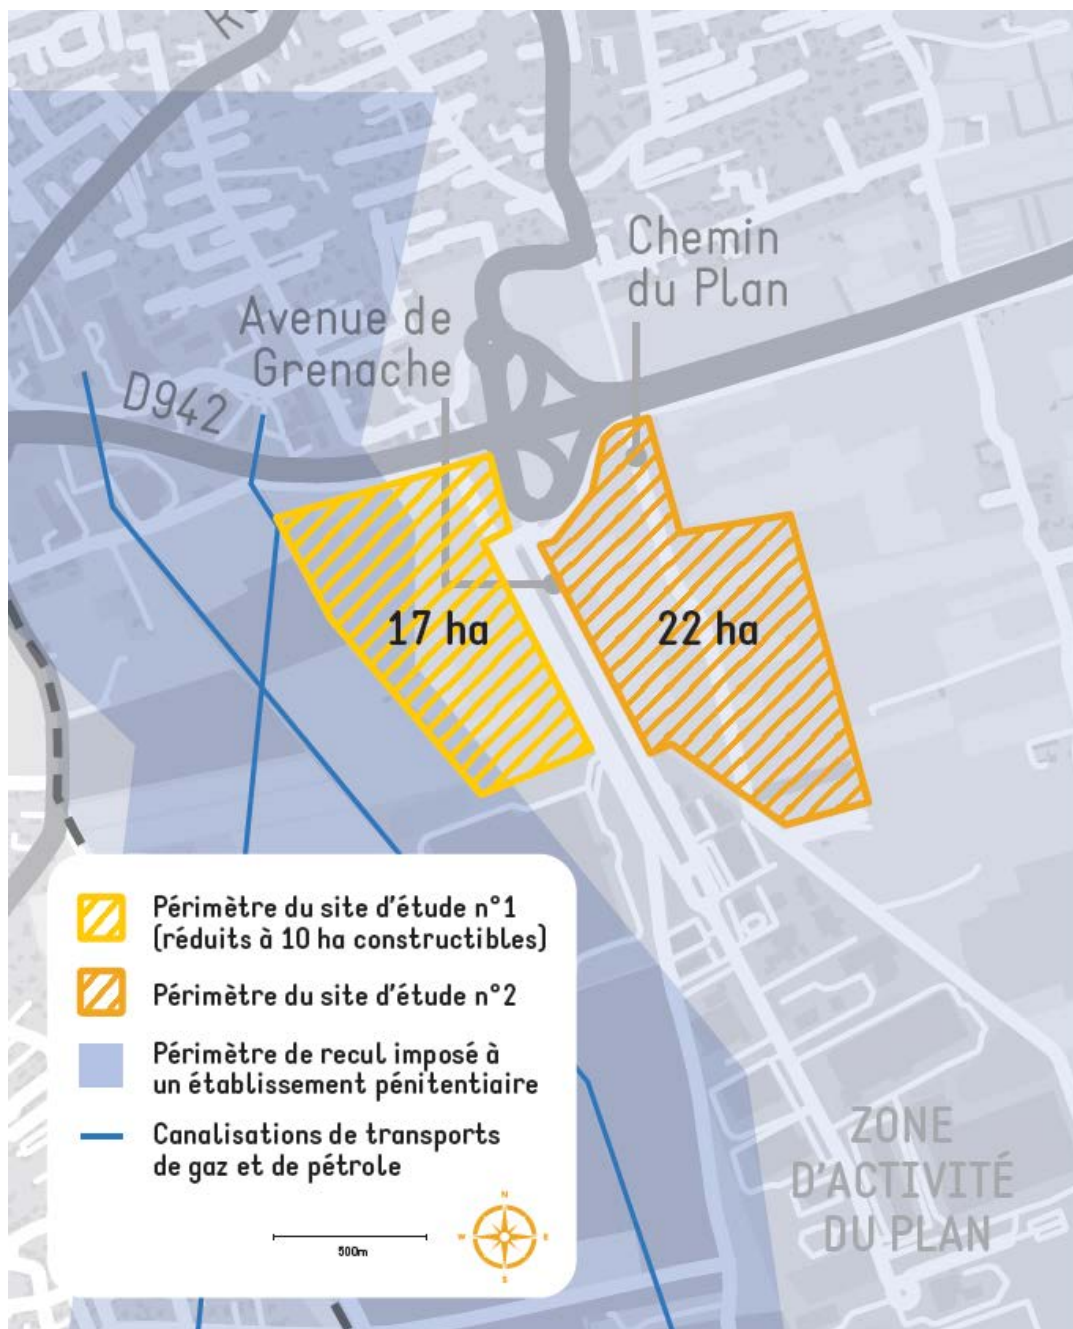 Chemin
du Plan
Avenue de
Grenache
D942
17 ha
22 ha
Périmètre du site d'étude n°1
(réduits à 10 ha constructibles)
Périmètre du site d'étude n°2
Périmètre de recul imposé à
un établissement pénitentiaire
Canalisations de transports
de gaz et de pétrole
500m
N
W
E
S
ZONE
D'ACTIVITÉ
DU PLAN